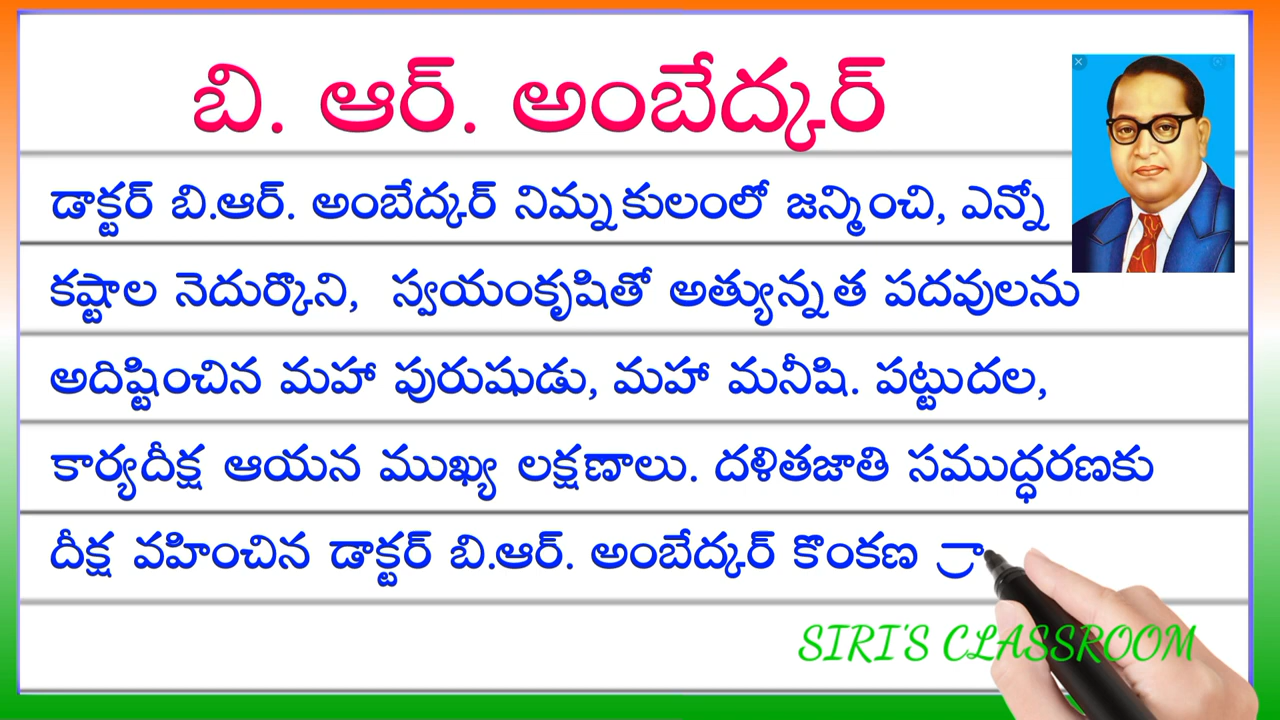 బి. ఆర్. అంబేద్కర్
డాక్టర్ బి.ఆర్. అంబేద్కర్ నిమ్నకులంలో జన్మించి, ఎన్నో
కష్టాల నెదుర్కొని, స్వయంకృషితో అత్యున్నత పదవులను
అదిష్టించిన మహా పురుషుడు, మహా మనీషి. పట్టుదల,
కార్యదీక్ష ఆయన ముఖ్య లక్షణాలు. దళితజాతి సముద్ధరణకు
దీక్ష వహించిన డాక్టర్ బి.ఆర్. అంబేద్కర్ కొంకణ
SIRI'S CLASSROOM